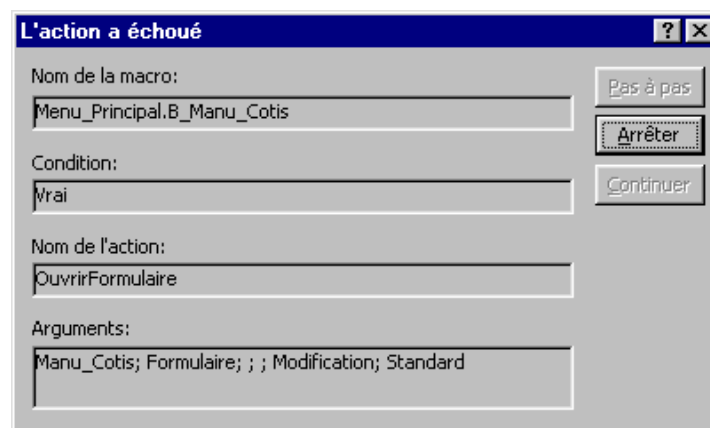 L'action a échoué
Nom de la macro:
Menu_Principal.B_Manu_Cotis
Condition:
Vrai
Nom de l'action:
OuvrirFormulaire
Arguments:
Manu_Cotis; Formulaire; ; ; Modification; Standard
Pas à pas
Arrêter
Continuer